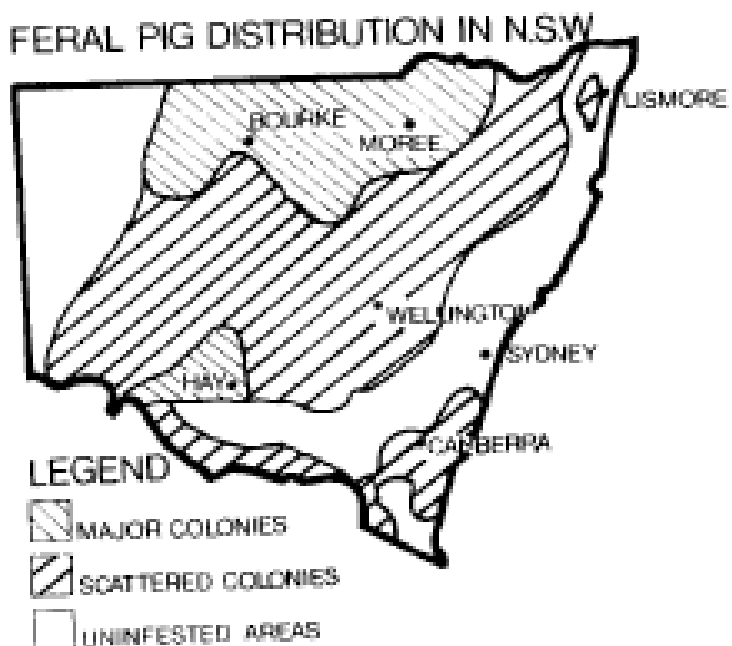 FERAL PIG DISTRIBUTION IN N.S.W
LISMORE
BOURKE
MOREE
WELLINGTON
SYDNEY
HAY
CANBERRA
LEGEND
MAJOR COLONIES
SCATTERED COLONIES
UNINFESTED AREAS